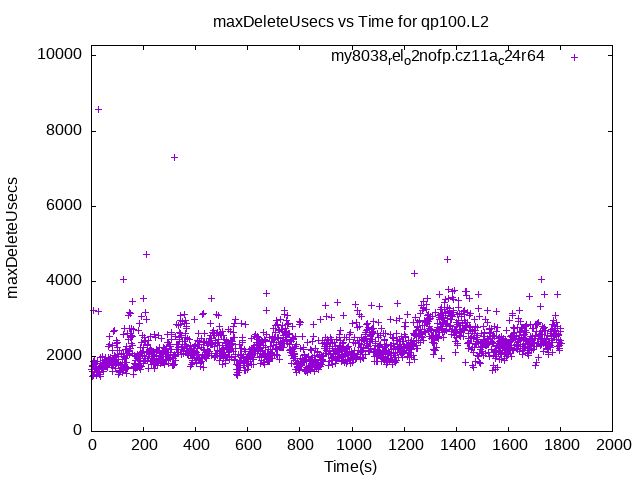 maxDeleteUsecs vs Time for qp100.L2
my8038relo2nofp.cz11ac24r64
maxDeleteUsecs
10000
8000
6000
4000
2000
0
0 200 400 600 800 1000 1200 1400 1600 1800 2000
Time(s)